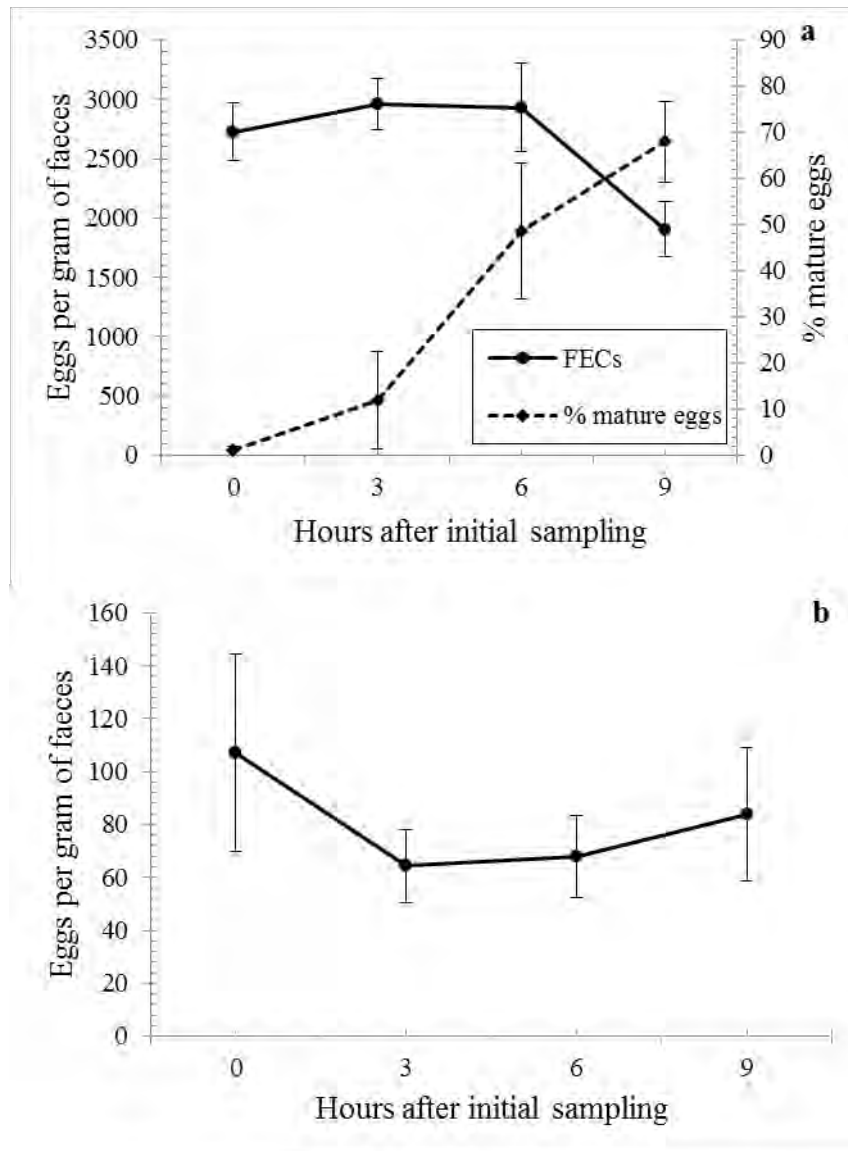 a
3500
3000
2500
2000
1500
1000
500
0
Eggs per gram of faeces
90
80
70
60
50
40
30
20
10
0
% mature eggs
FECs
% mature eggs
0 3 6 9
Hours after initial sampling
b
160
140
120
100
80
60
40
20
0
Eggs per gram of faeces
0 3 6 9
Hours after initial sampling